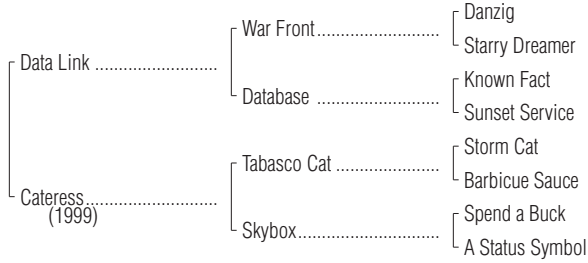 Danzig
War Front..............................
Starry Dreamer
Data Link ..............................
Known Fact
Database ..............................
Sunset Service
Storm Cat
Tabasco Cat ..........................
Barbicue Sauce
Cateress.................................
(1999)
Spend a Buck
Skybox...................................
A Status Symbol